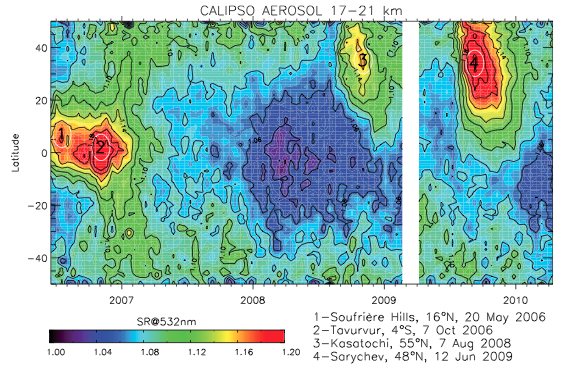 CALIPSO AEROSOL 17-21 km
40
20
0
-20
-40
Latitude
1
2
3
4
2007
2008
2009
2010
SR@532nm
1.00
1.04
1.08
1.12
1.16
1.20
1-Soufrière Hills, 16°N, 20 May 2006
2-Tavurvur, 4°S, 7 Oct 2006
3-Kasatochi, 55°N, 7 Aug 2008
4-Sarychev, 48°N, 12 Jun 2009